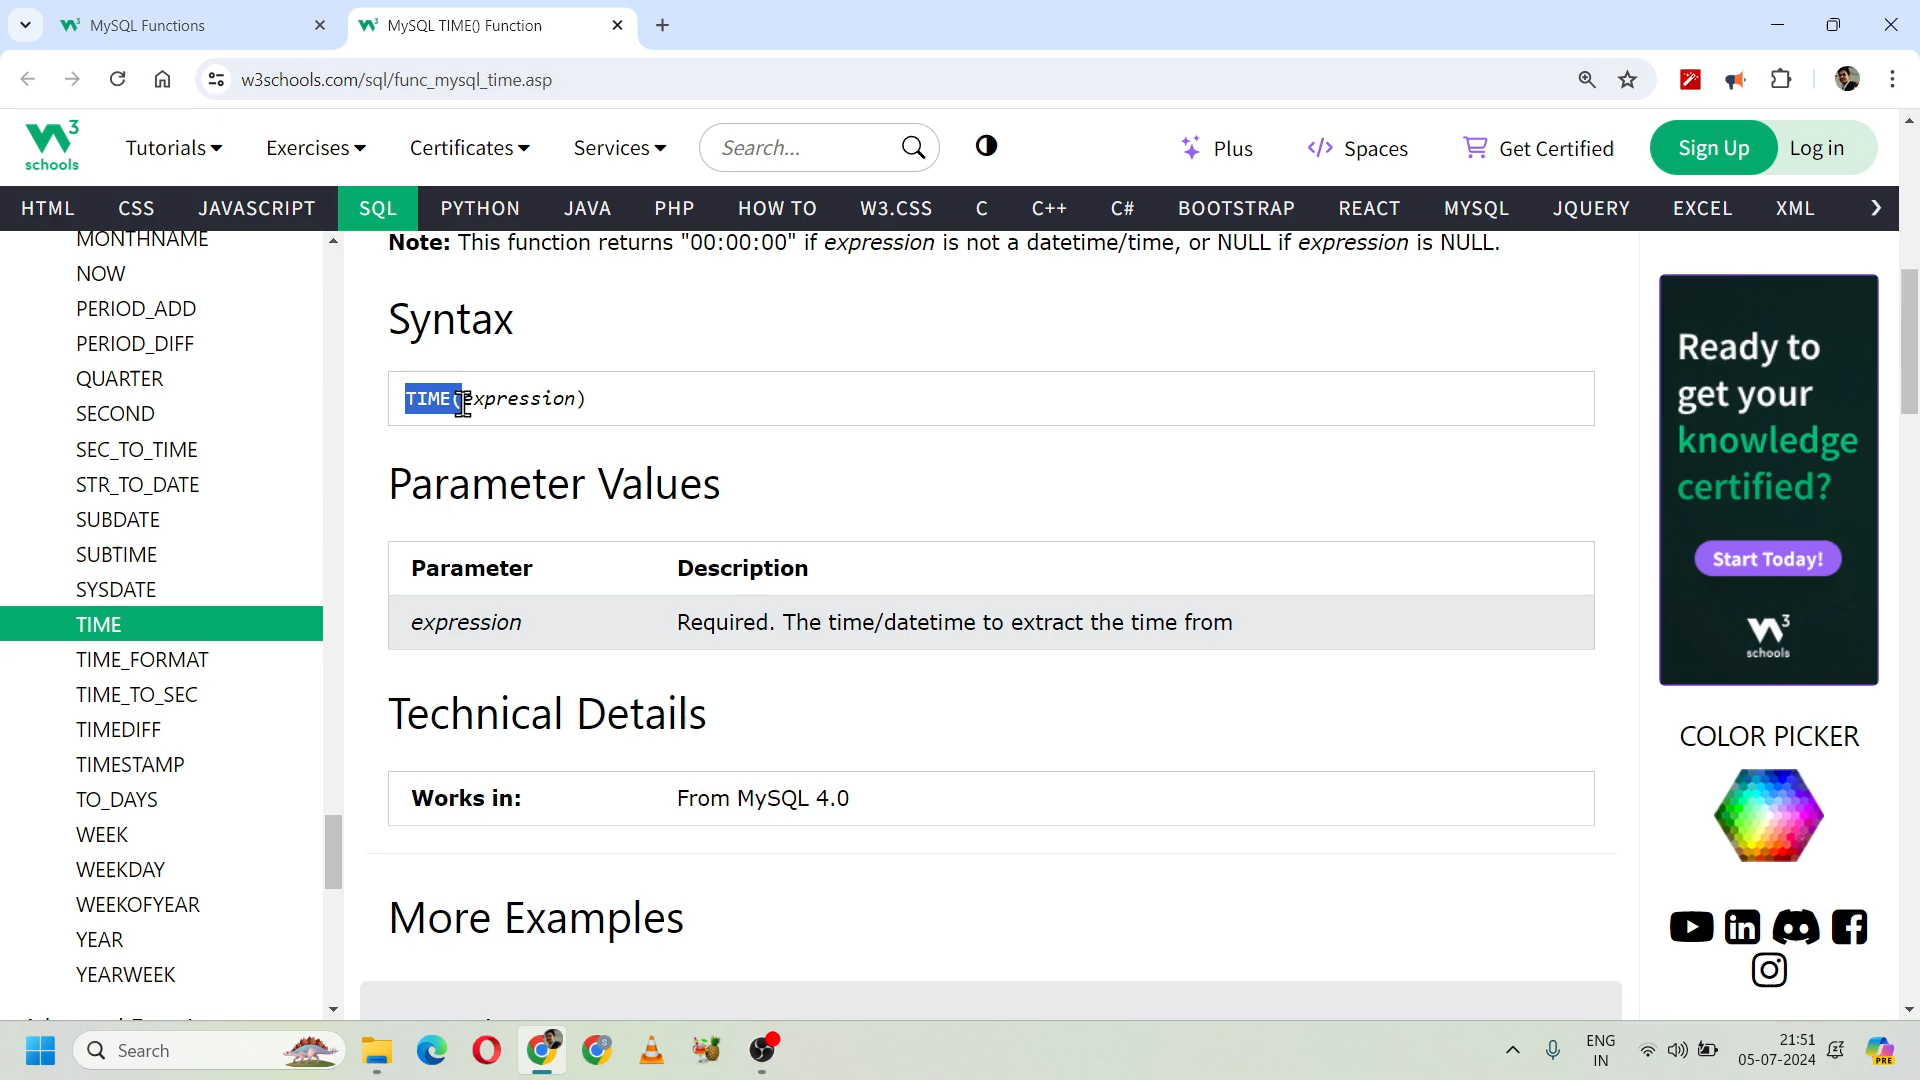 MySQL Functions
MySQL TIME() Function
w3schools.com/sql/func_mysql_time.asp
3
schools
Tutorials
Exercises
Certificates
Services
Search...
Plus
Spaces
Get Certified
Sign Up
Log in
HTML
CSS
JAVASCRIPT
SQL
PYTHON
JAVA
PHP
HOW TO
W3.CSS
C
C++
C#
BOOTSTRAP
REACT
MYSQL
JQUERY
EXCEL
XML
MONTHNAME
NOW
PERIOD_ADD
PERIOD_DIFF
QUARTER
SECOND
SEC_TO_TIME
STR_TO_DATE
SUBDATE
SUBTIME
SYSDATE
TIME
TIME_FORMAT
TIME_TO_SEC
TIMEDIFF
TIMESTAMP
TO_DAYS
WEEK
WEEKDAY
WEEKOFYEAR
YEAR
YEARWEEK
Note: This function returns "00:00:00" if expression is not a datetime/time, or NULL if expression is NULL.
Syntax
TIME(expression)
Parameter Values
Parameter Description
expression Required. The time/datetime to extract the time from
Technical Details
Works in: From MySQL 4.0
More Examples
Ready to
get your
knowledge
certified?
Start Today!
3
schools
COLOR PICKER
Search
ENG
IN
21:51
05-07-2024
PRE